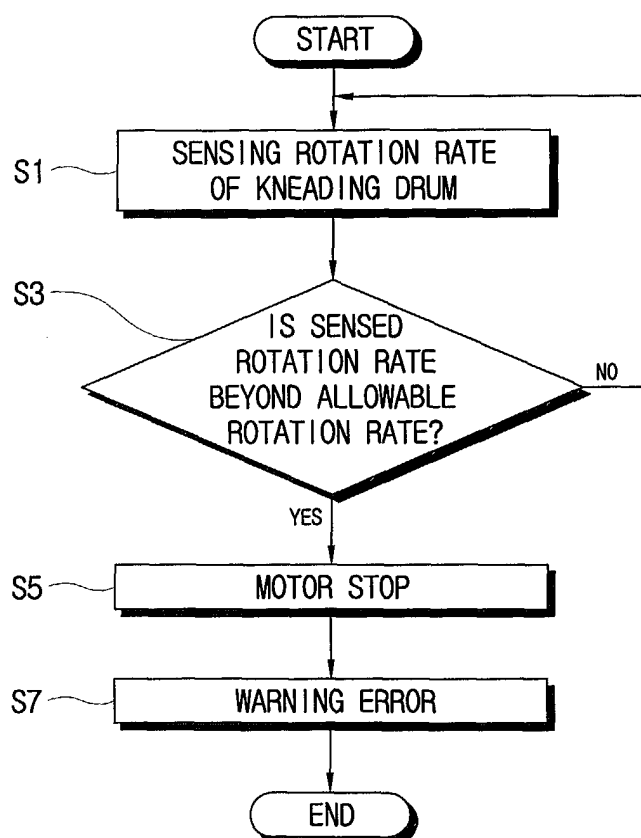 START
S1
SENSING ROTATION RATE
OF KNEADING DRUM
S3
IS SENSED
ROTATION RATE
BEYOND ALLOWABLE
ROTATION RATE?
NO
YES
S5
MOTOR STOP
S7
WARNING ERROR
END